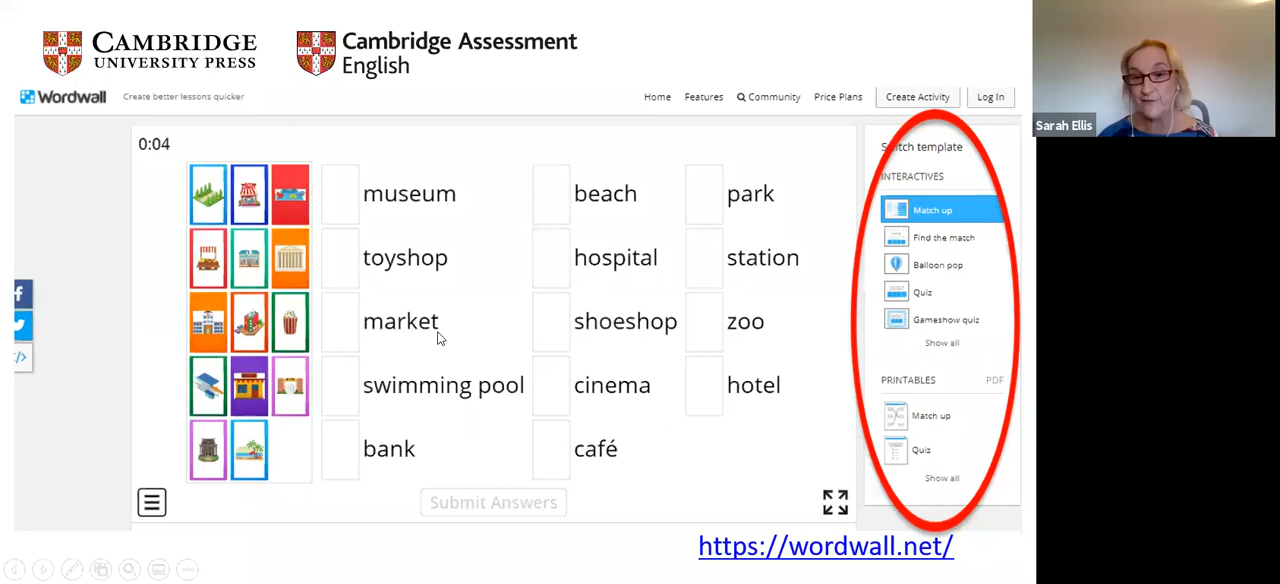 CAMBRIDGE
UNIVERSITY PRESS
Cambridge Assessment
English
Wordwall
Create better lessons quicker
Home
Features
Community
Price Plans
Create Activity
Log In
Sarah Ellis
0:04
museum
beach
park
toyshop
hospital
station
market
shoeshop
zoo
swimming pool
cinema
hotel
bank
café
Submit Answers
Switch template
INTERACTIVES
Match up
Find the match
Balloon pop
Quiz
Gameshow quiz
Show all
PRINTABLES
PDF
Match up
Quiz
Show all
https://wordwall.net/